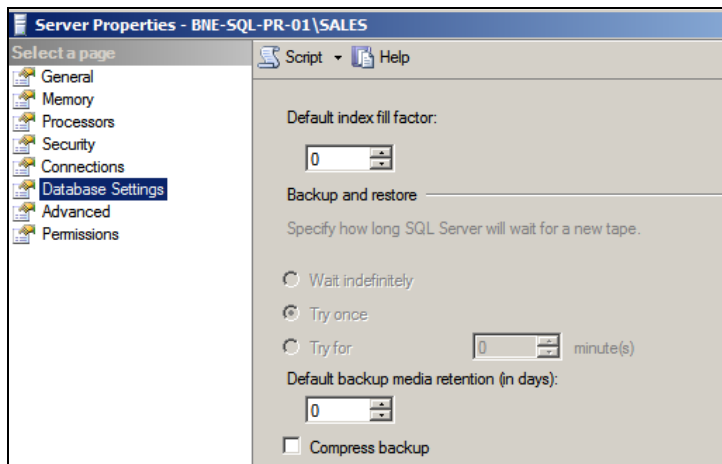 Server Properties - BNE-SQL-PR-01\SALES
Select a page
General
Memory
Processors
Security
Connections
Database Settings
Advanced
Permissions
Script Help
Default index fill factor:
0
Backup and restore
Specify how long SQL Server will wait for a new tape.
Wait indefinitely
Try once
Try for 0 minute(s)
Default backup media retention (in days):
0
Compress backup